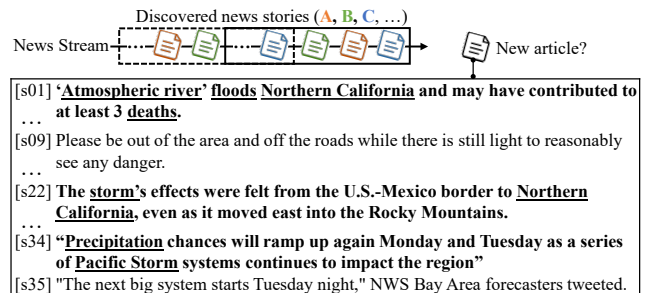 Discovered news stories (A, B, C, …)
News Stream
A B C B A C
New article?
[s01] ‘Atmospheric river’ floods Northern California and may have contributed to
… at least 3 deaths.
[s09] Please be out of the area and off the roads while there is still light to reasonably
… see any danger.
[s22] The storm’s effects were felt from the U.S.-Mexico border to Northern
… California, even as it moved east into the Rocky Mountains.
[s34] “Precipitation chances will ramp up again Monday and Tuesday as a series
of Pacific Storm systems continues to impact the region”
[s35] "The next big system starts Tuesday night," NWS Bay Area forecasters tweeted.